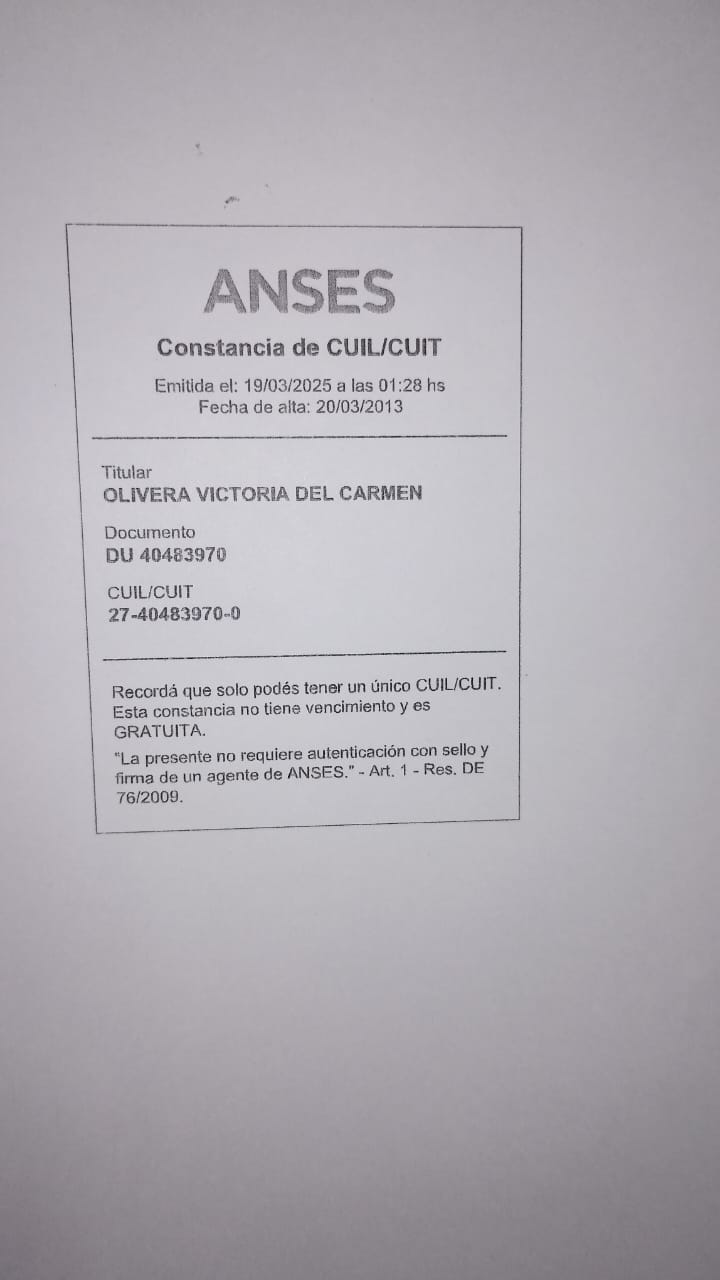 ANSES
Constancia de CUIL/CUIT
Emitida el: 19/03/2025 a las 01:28 hs
Fecha de alta: 20/03/2013
Titular
OLIVERA VICTORIA DEL CARMEN
Documento
DU 40483970
CUIL/CUIT
27-40483970-0
Recordá que solo podés tener un único CUIL/CUIT.
Esta constancia no tiene vencimiento y es
GRATUITA.
"La presente no requiere autenticación con sello y
firma de un agente de ANSES." - Art. 1 - Res. DE
76/2009.